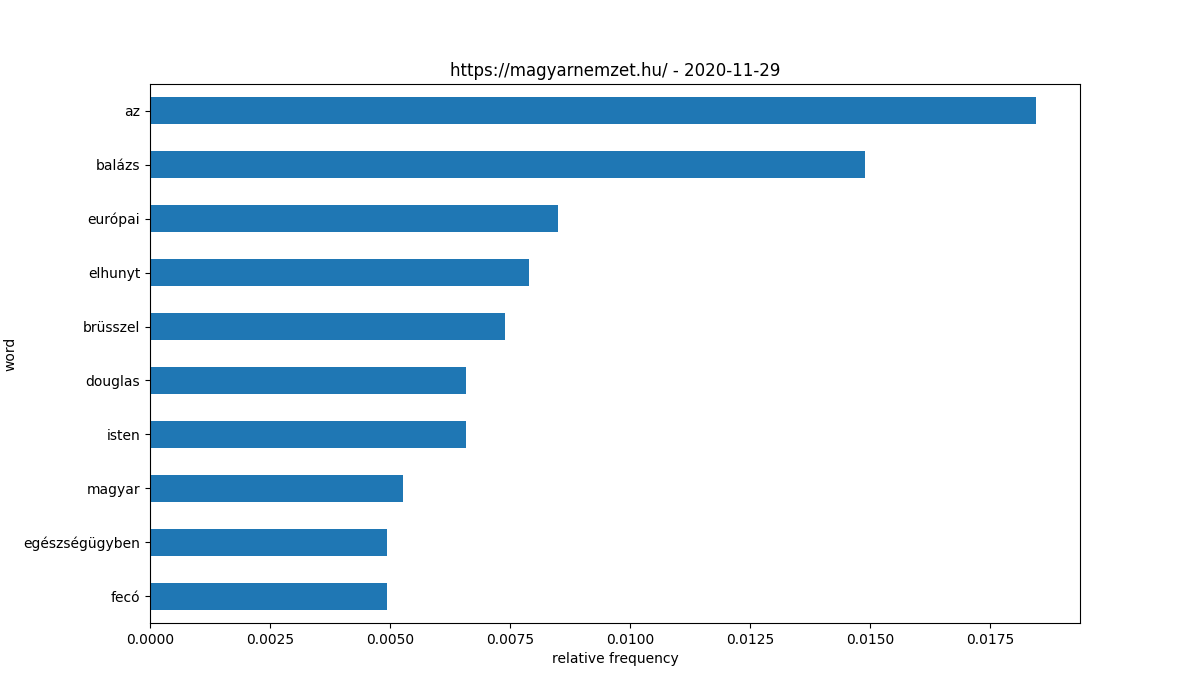 https://magyarnemzet.hu/ - 2020-11-29
az
balázs
európai
elhunyt
brüsszel
douglas
isten
magyar
egészségügyben
fecó
word
0.0000 0.0025 0.0050 0.0075 0.0100 0.0125 0.0150 0.0175
relative frequency